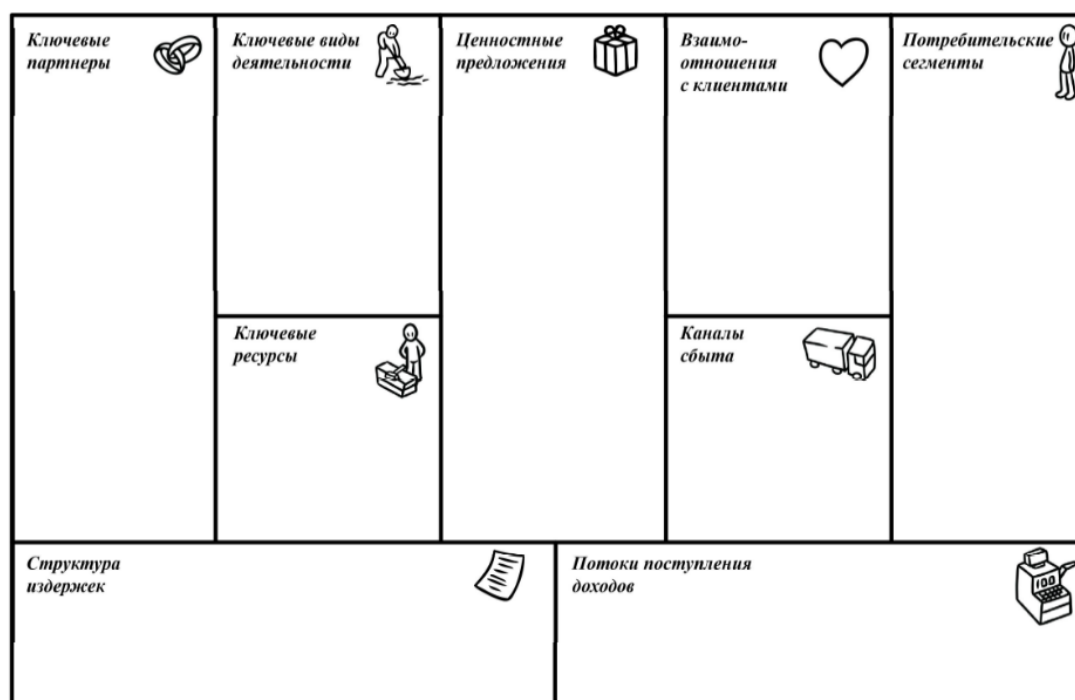 Ключевые
партнеры
Ключевые виды
деятельности
Ценностные
предложения
Взаимо-
отношения
с клиентами
Потребительские
сегменты
Ключевые
ресурсы
Каналы
сбыта
Структура
издержек
Потоки поступления
доходов
100